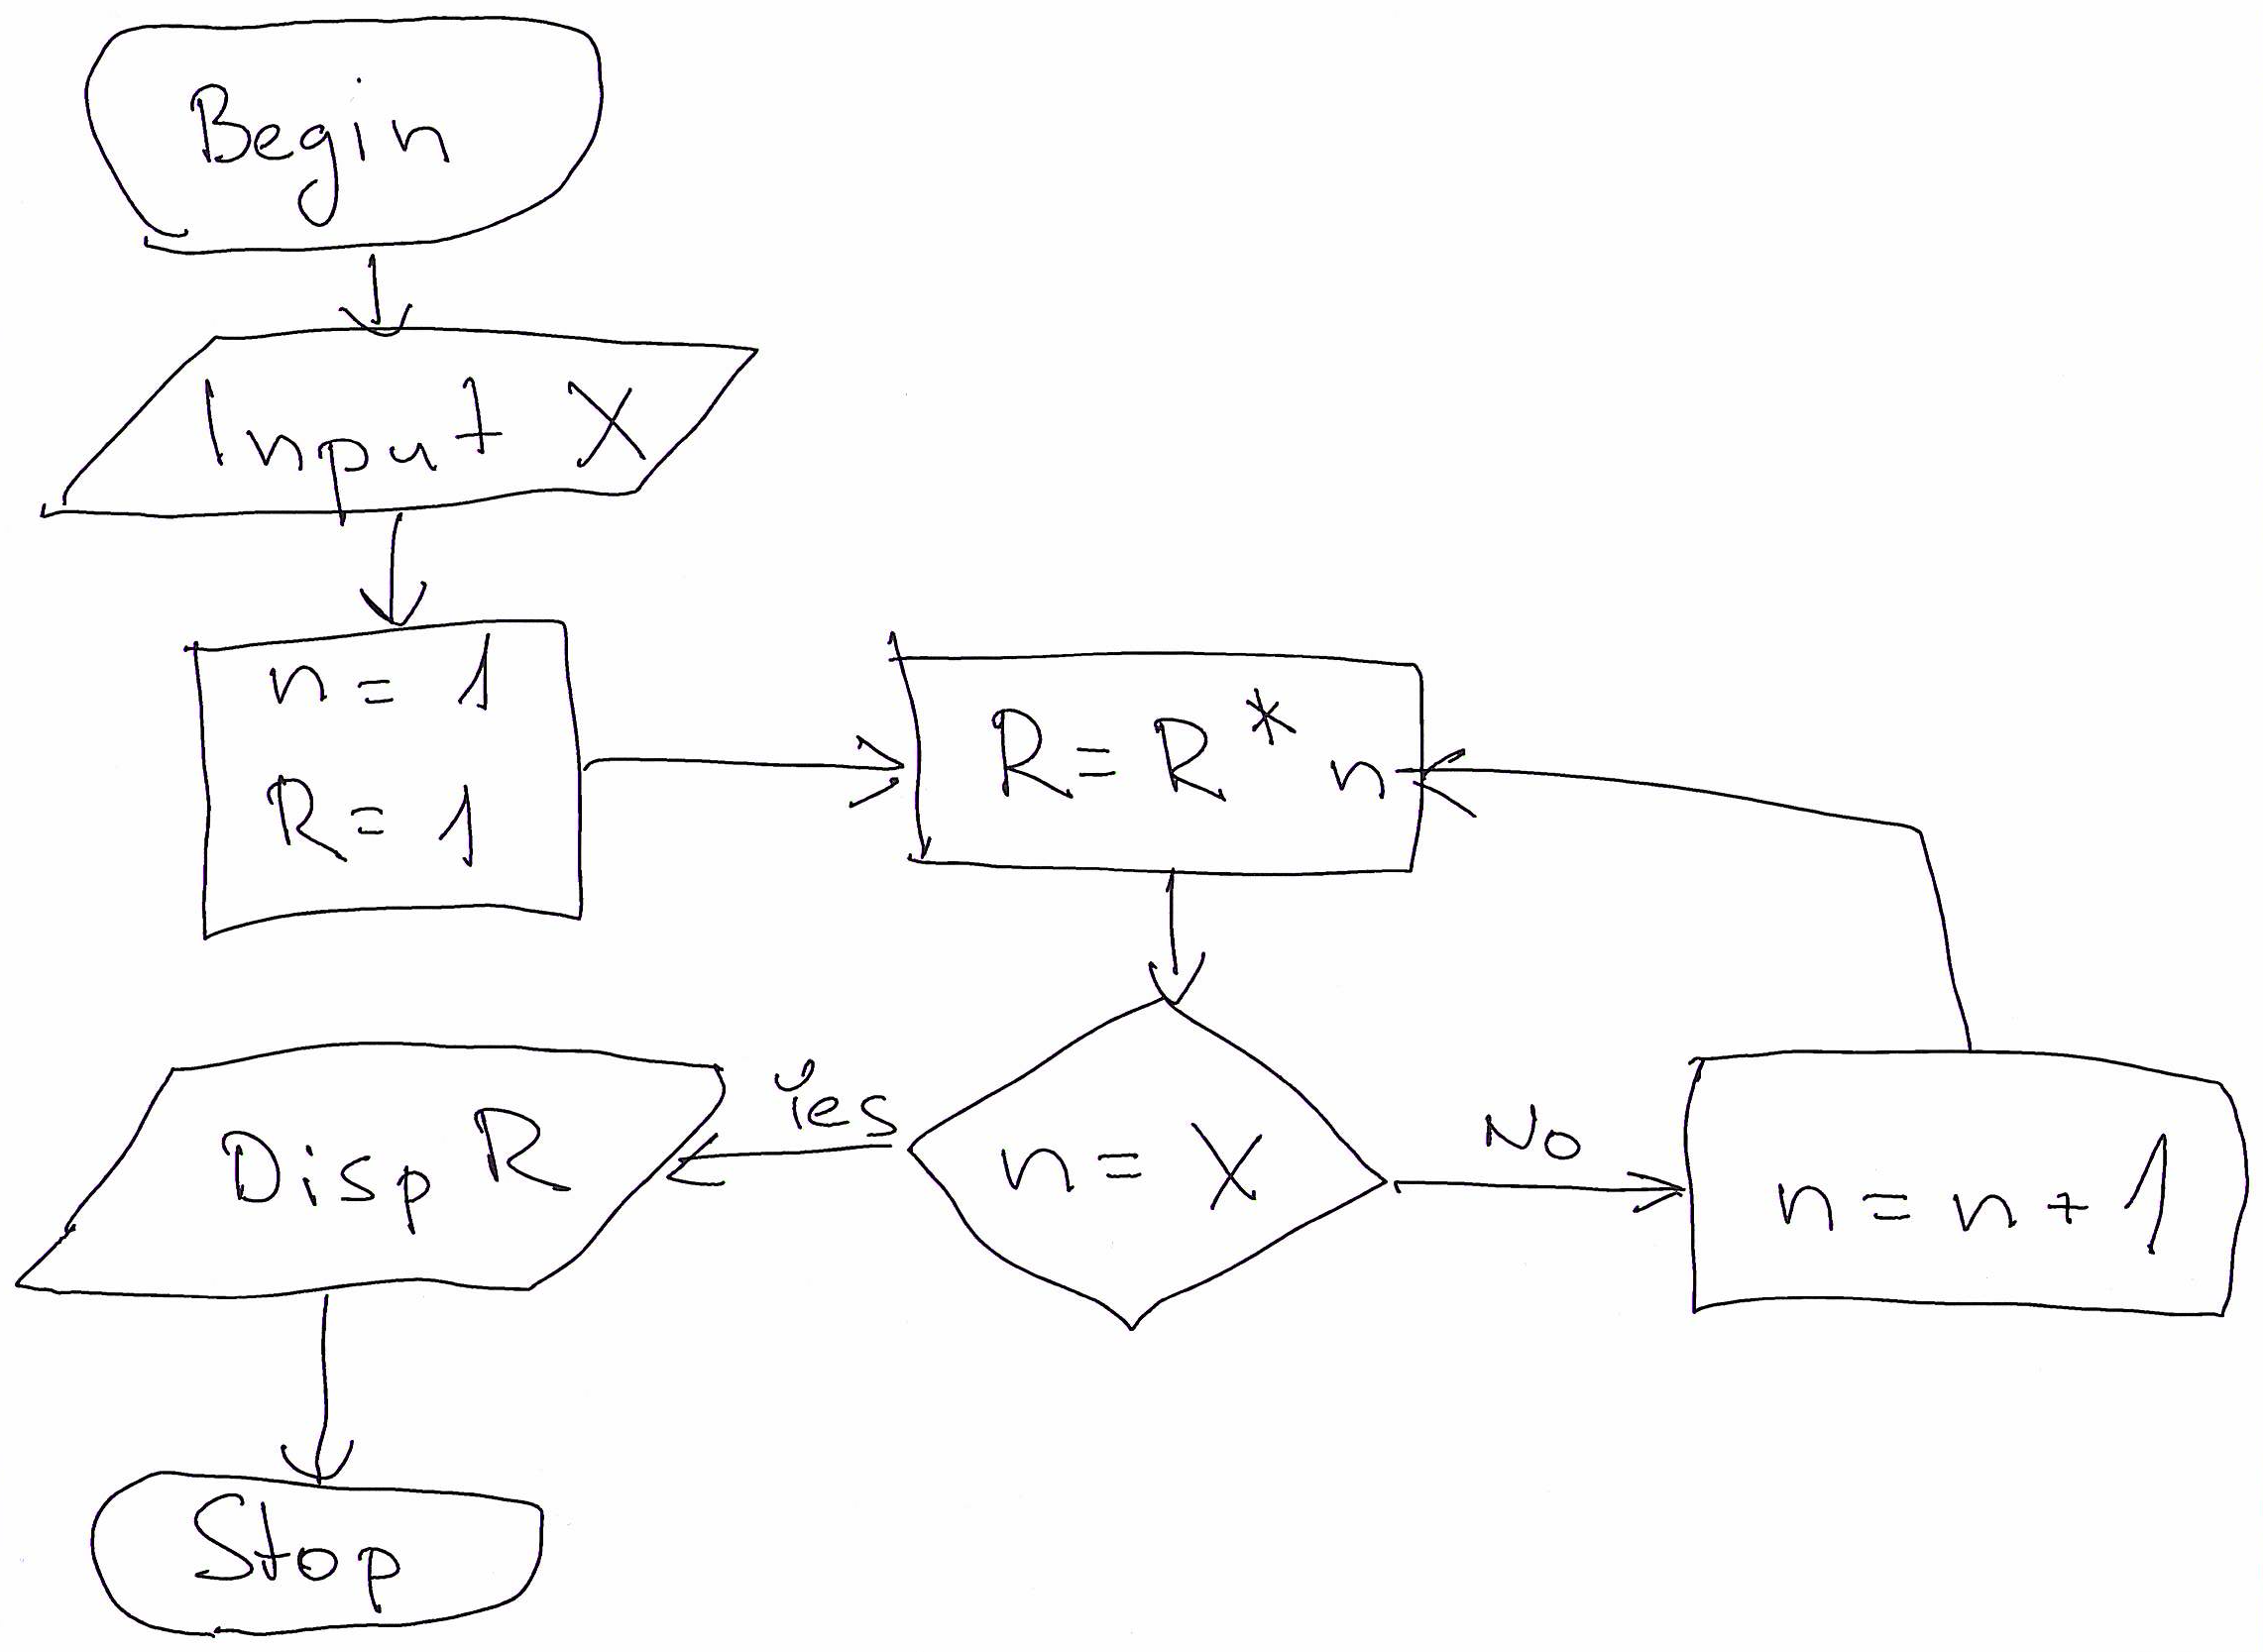 Begin
Input X
n = 1
R = 1
R = R * n
n = X
Yes
No
n = n + 1
Disp R
Stop